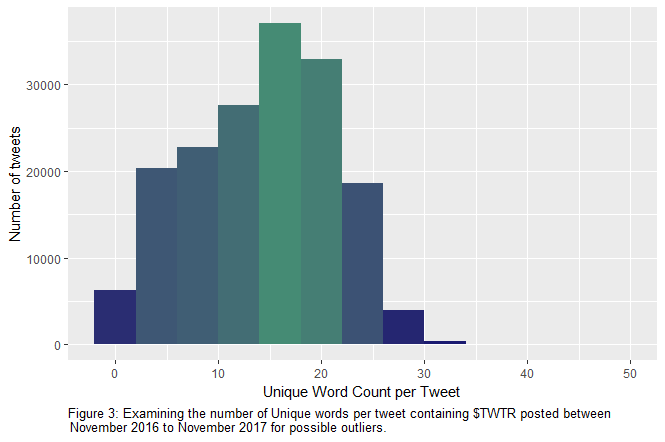 Number of tweets
30000
20000
10000
0
0 10 20 30 40 50
Unique Word Count per Tweet
Figure 3: Examining the number of Unique words per tweet containing $TWTR posted between
November 2016 to November 2017 for possible outliers.